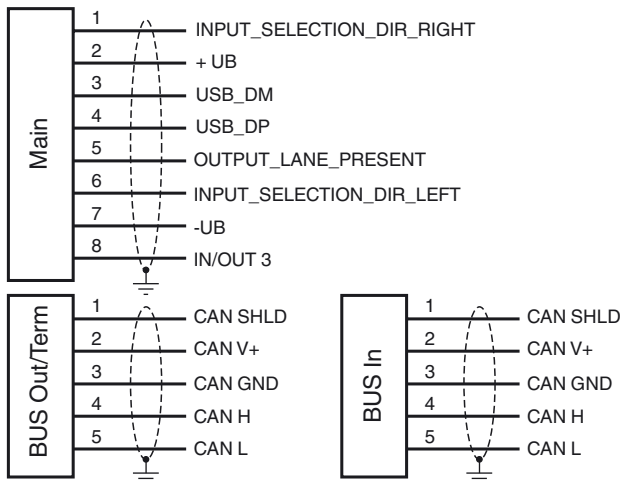 Main
1 INPUT_SELECTION_DIR_RIGHT
2 + UB
3 USB_DM
4 USB_DP
5 OUTPUT_LANE_PRESENT
6 INPUT_SELECTION_DIR_LEFT
7 -UB
8 IN/OUT 3
BUS Out/Term
1 CAN SHLD
2 CAN V+
3 CAN GND
4 CAN H
5 CAN L
BUS In
1 CAN SHLD
2 CAN V+
3 CAN GND
4 CAN H
5 CAN L